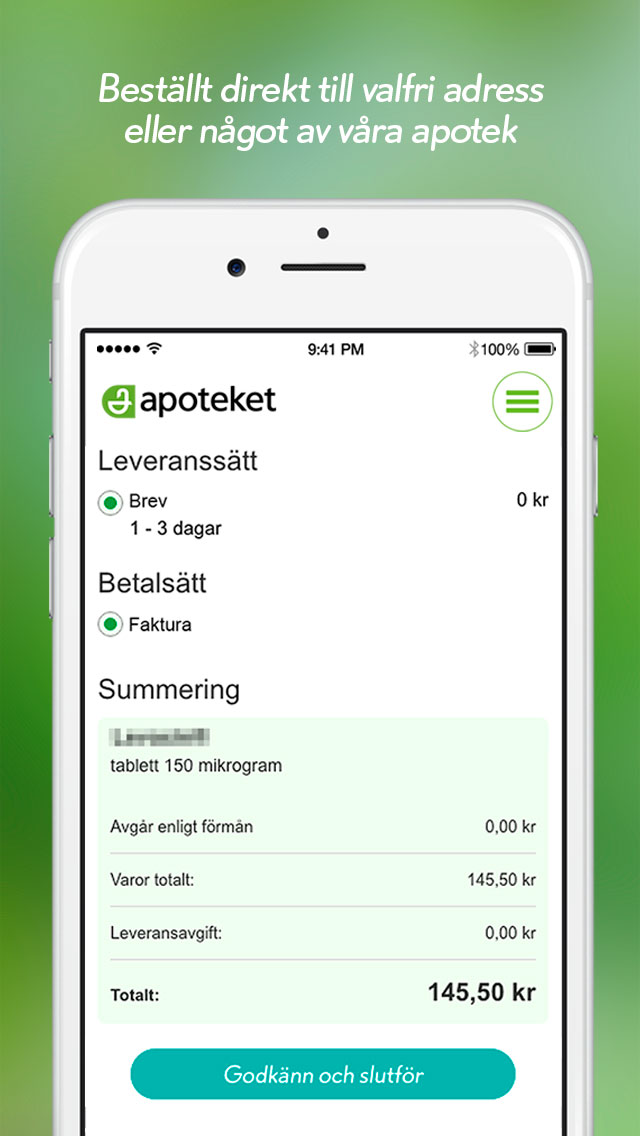 Beställt direkt till valfri adress
eller något av våra apotek
9:41 PM
100%
apoteket
Leveranssätt
Brev 0 kr
1 - 3 dagar
Betalsätt
Faktura
Summering
tablett 150 mikrogram
Avgår enligt förmån 0,00 kr
Varor totalt: 145,50 kr
Leveransavgift: 0,00 kr
Totalt: 145,50 kr
Godkänn och slutför